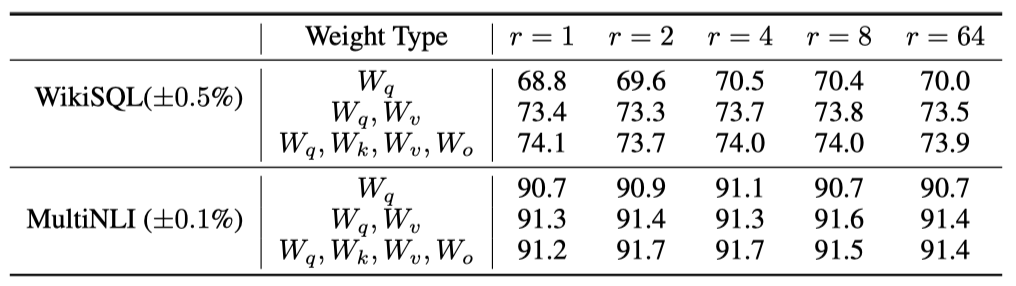 Weight Type r = 1 r = 2 r = 4 r = 8 r = 64
WikiSQL(±0.5%)
W_q 68.8 69.6 70.5 70.4 70.0
W_q, W_v 73.4 73.3 73.7 73.8 73.5
W_q, W_k, W_v, W_o 74.1 73.7 74.0 74.0 73.9
MultiNLI (±0.1%)
W_q 90.7 90.9 91.1 90.7 90.7
W_q, W_v 91.3 91.4 91.3 91.6 91.4
W_q, W_k, W_v, W_o 91.2 91.7 91.7 91.5 91.4